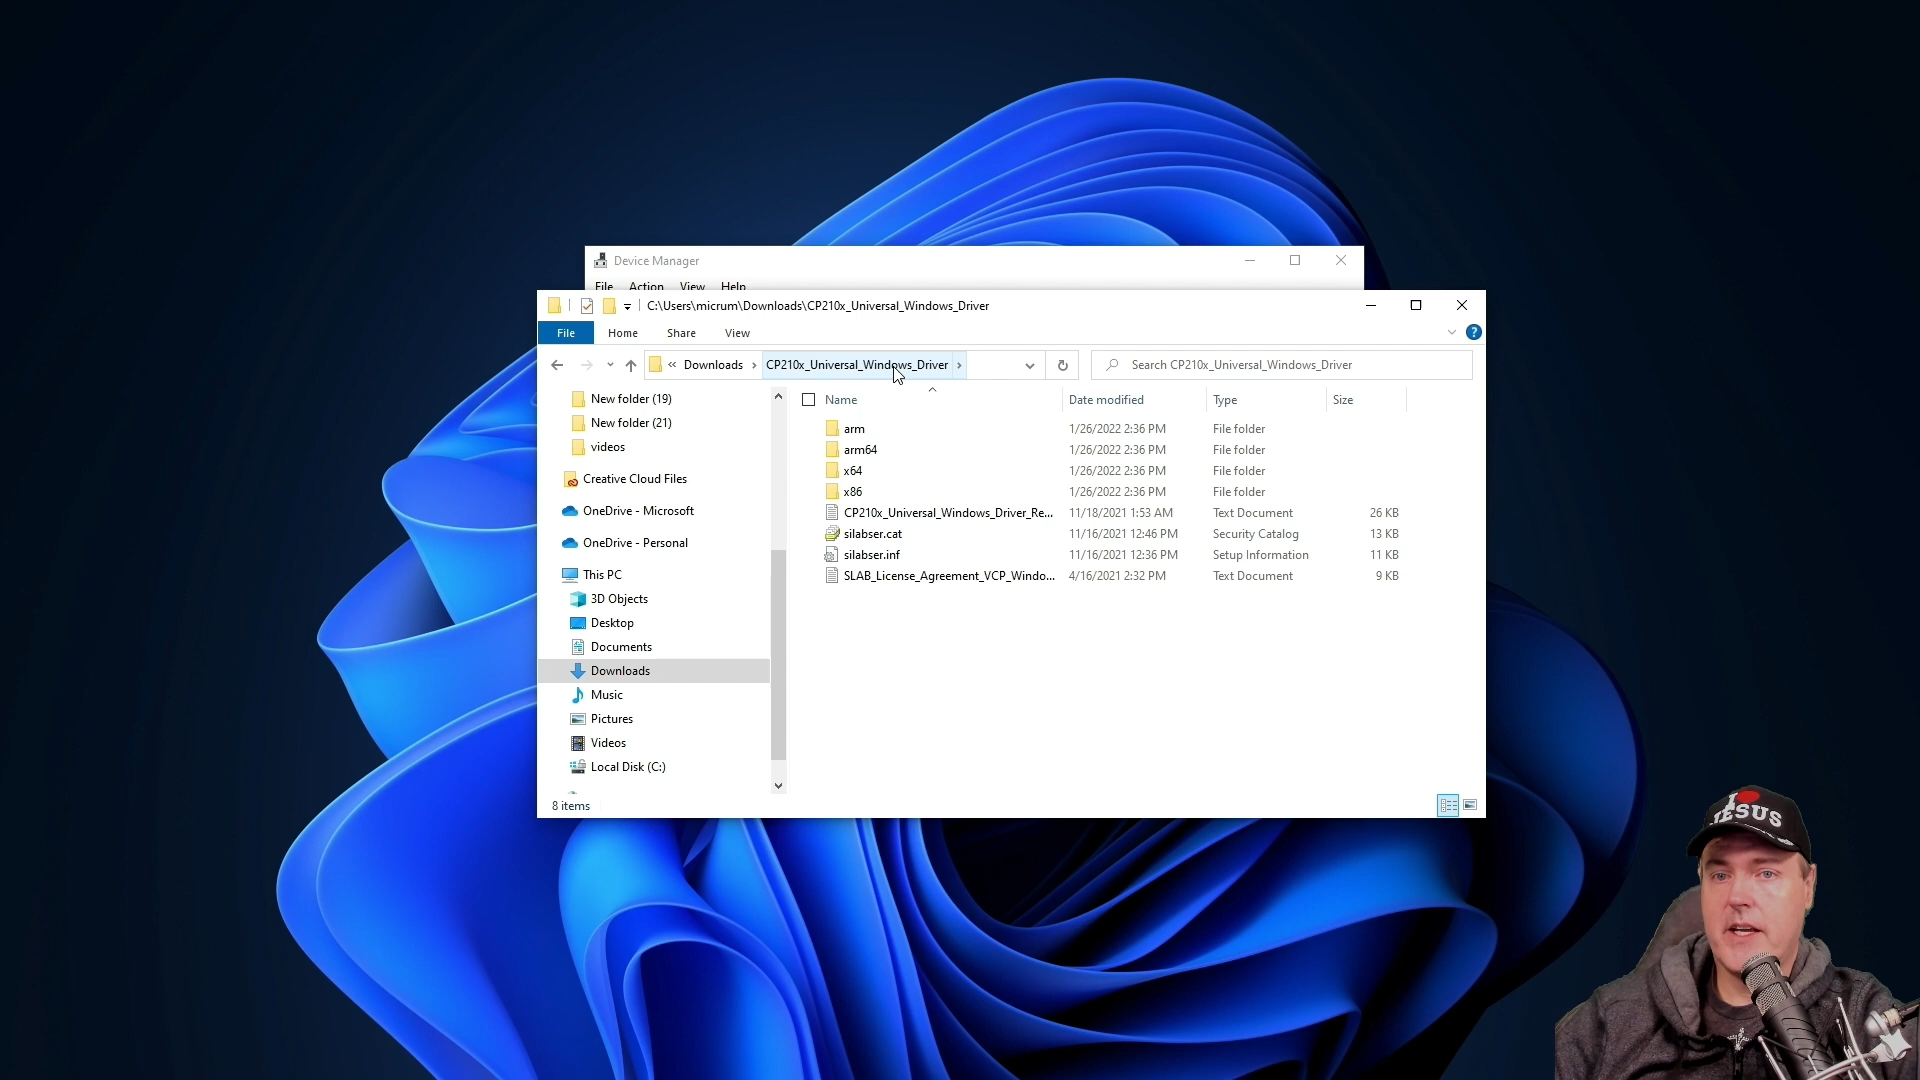 Device Manager
File Action View Help
C:\Users\micrum\Downloads\CP210x_Universal_Windows_Driver
File Home Share View
« Downloads > CP210x_Universal_Windows_Driver >
Search CP210x_Universal_Windows_Driver
New folder (19)
New folder (21)
videos
Creative Cloud Files
OneDrive - Microsoft
OneDrive - Personal
This PC
3D Objects
Desktop
Documents
Downloads
Music
Pictures
Videos
Local Disk (C:)
Name Date modified Type Size
arm 1/26/2022 2:36 PM File folder
arm64 1/26/2022 2:36 PM File folder
x64 1/26/2022 2:36 PM File folder
x86 1/26/2022 2:36 PM File folder
CP210x_Universal_Windows_Driver_Re... 11/18/2021 1:53 AM Text Document 26 KB
silabser.cat 11/16/2021 12:46 PM Security Catalog 13 KB
silabser.inf 11/16/2021 12:36 PM Setup Information 11 KB
SLAB_License_Agreement_VCP_Windo... 4/16/2021 2:32 PM Text Document 9 KB
8 items
I
JESUS